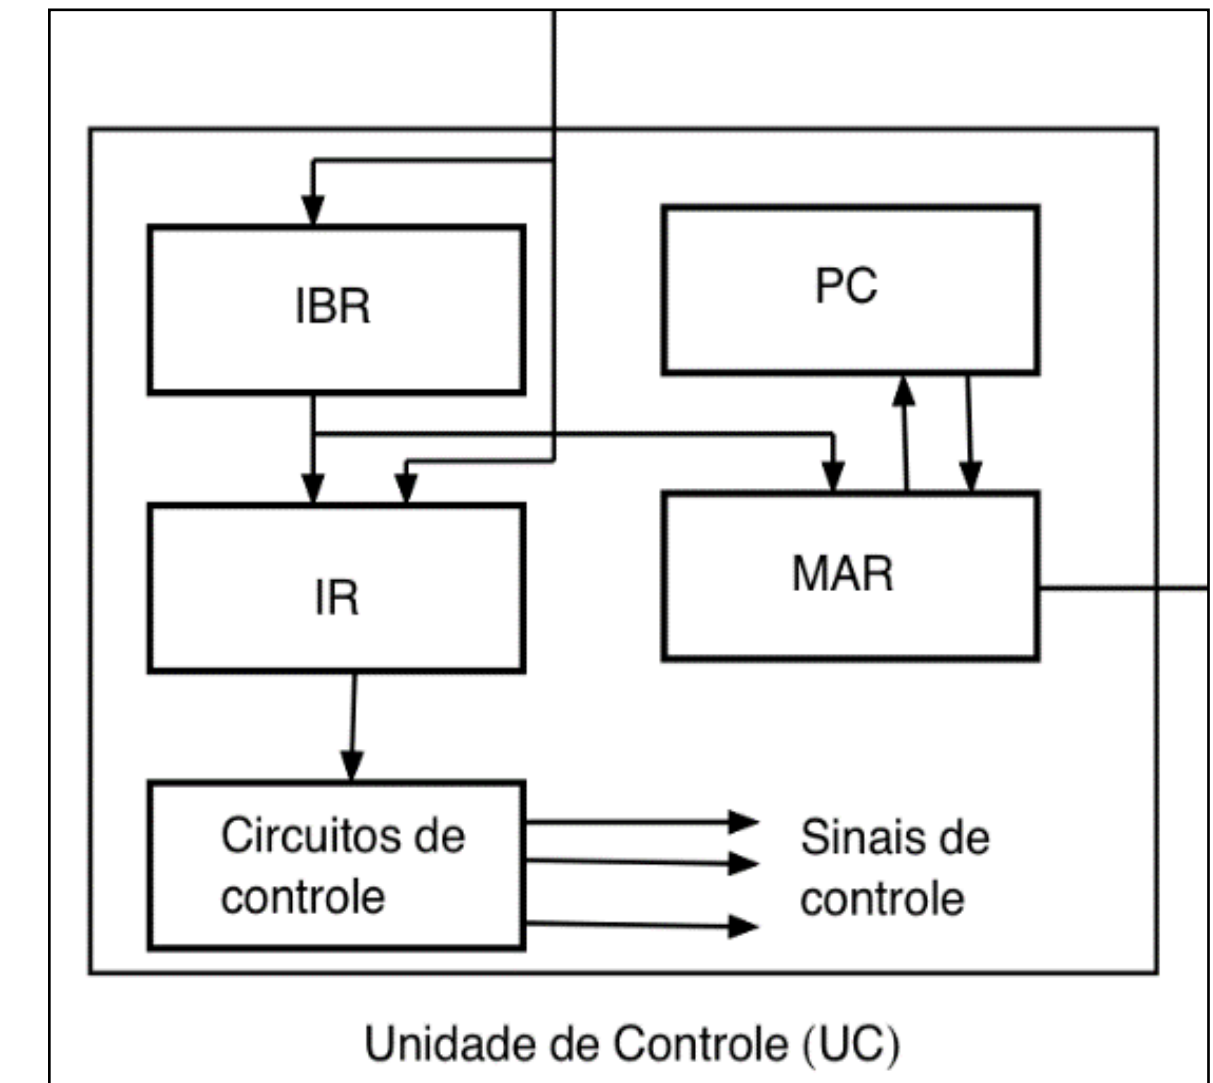 IBR
PC
IR
MAR
Circuitos de
controle
Sinais de
controle
Unidade de Controle (UC)